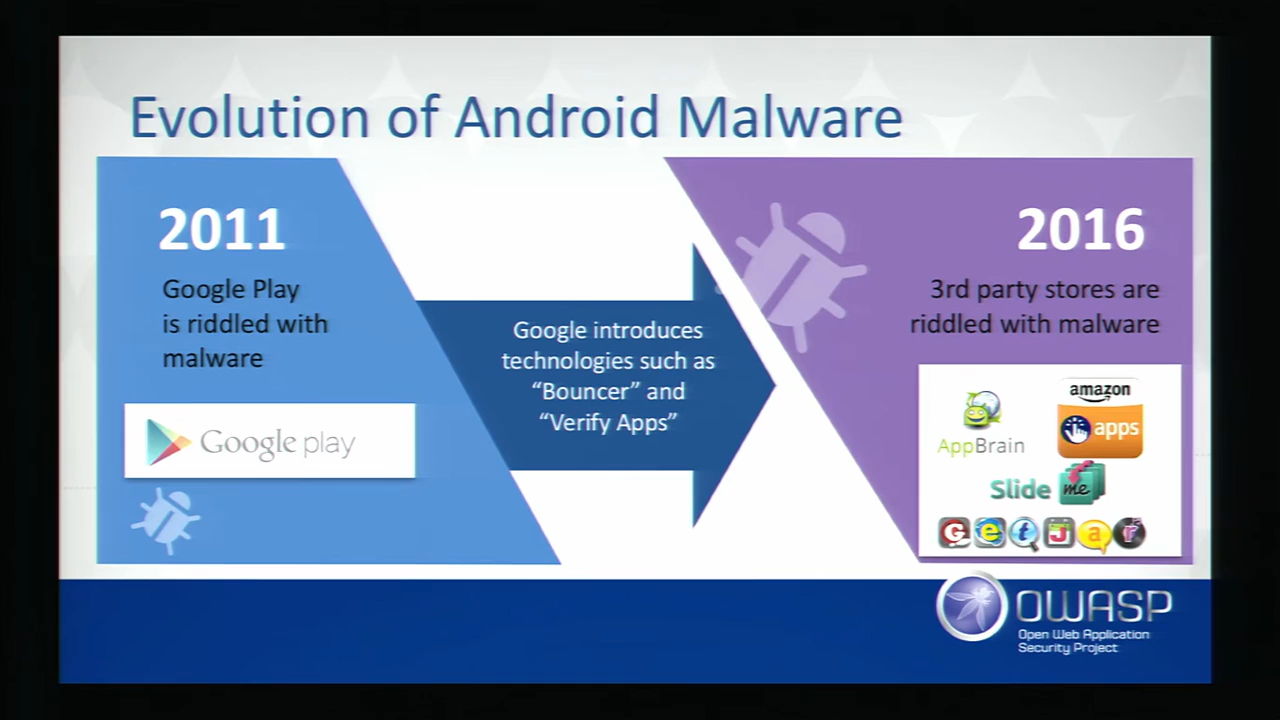 Evolution of Android Malware
2011
Google Play
is riddled with
malware
Google play
Google introduces
technologies such as
“Bouncer” and
“Verify Apps”
2016
3rd party stores are
riddled with malware
AppBrain
amazon
apps
Slide me
G e t J a r
OWASP
Open Web Application
Security Project